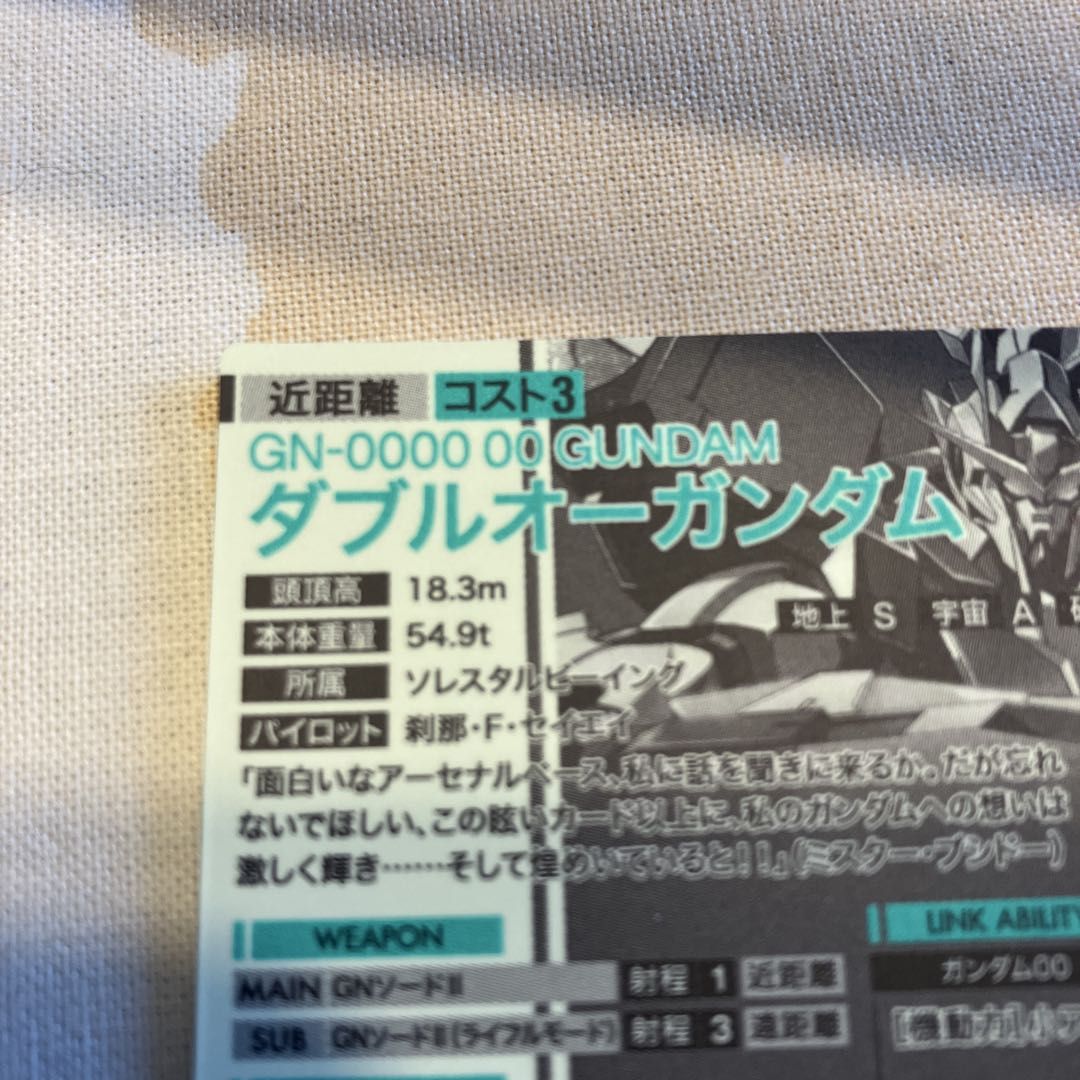 近距離 コスト3
GN-0000 00 GUNDAM
ダブルオーガンダム
頭頂高 18.3m
本体重量 54.9t
地上 S 宇宙 A
所属 ソレスタルビーイング
パイロット 刹那・F・セイエイ
「面白いなアーセナルベース、私に話を聞きに来るか。だが忘れ
ないでほしい、この眩いカード以上に、私のガンダムへの想いは
激しく輝き……そして煌めいていると!!」(ミスター・ブシドー)
WEAPON
MAIN GNソードII 射程 1 近距離
SUB GNソードII(ライフルモード) 射程 3 遠距離
LINK ABILITY
ガンダム00
[機動力]小